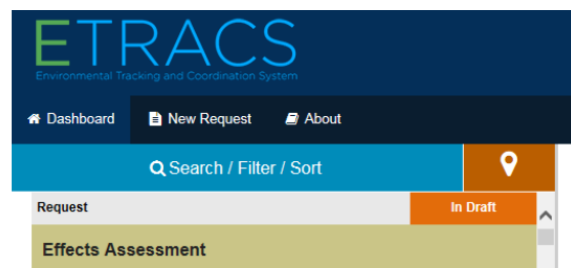 ETRACS
Environmental Tracking and Coordination System
Dashboard New Request About
Search / Filter / Sort
Request In Draft
Effects Assessment